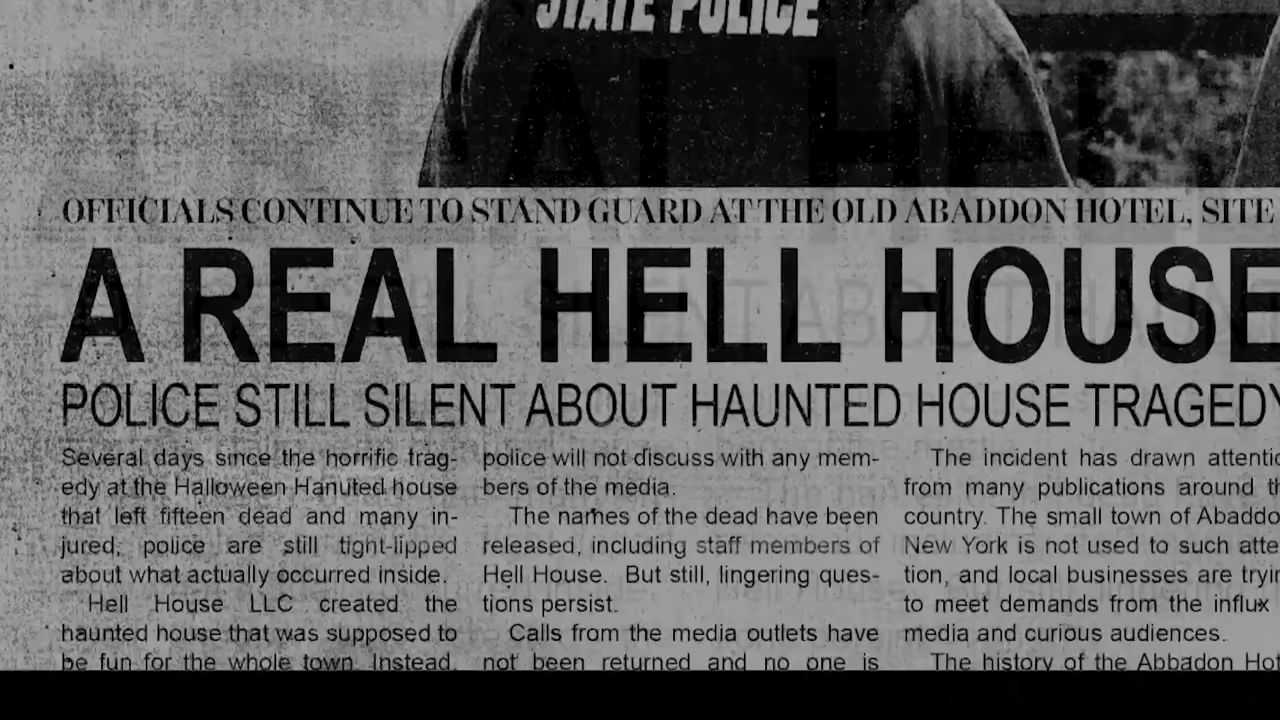 STATE POLICE
OFFICIALS CONTINUE TO STAND GUARD AT THE OLD ABADDON HOTEL, SITE
A REAL HELL HOUSE
POLICE STILL SILENT ABOUT HAUNTED HOUSE TRAGEDY
Several days since the horrific trag-
edy at the Halloween Hanuted house
that left fifteen dead and many in-
jured, police are still tight-lipped
about what actually occurred inside.
Hell House LLC created the
haunted house that was supposed to
be fun for the whole town. Instead,
police will not discuss with any mem-
bers of the media.
The names of the dead have been
released, including staff members of
Hell House. But still, lingering ques-
tions persist.
Calls from the media outlets have
not been returned and no one is
The incident has drawn attentio
from many publications around th
country. The small town of Abaddo
New York is not used to such atte
tion, and local businesses are tryin
to meet demands from the influx
media and curious audiences.
The history of the Abbadon Hot